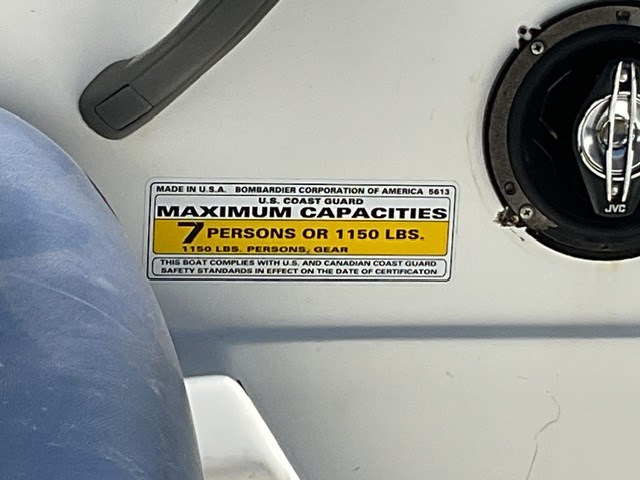 MADE IN U.S.A. BOMBARDIER CORPORATION OF AMERICA 5613
U.S. COAST GUARD
MAXIMUM CAPACITIES
7 PERSONS OR 1150 LBS.
1150 LBS. PERSONS, GEAR
THIS BOAT COMPLIES WITH U.S. AND CANADIAN COAST GUARD
SAFETY STANDARDS IN EFFECT ON THE DATE OF CERTIFICATON
JVC